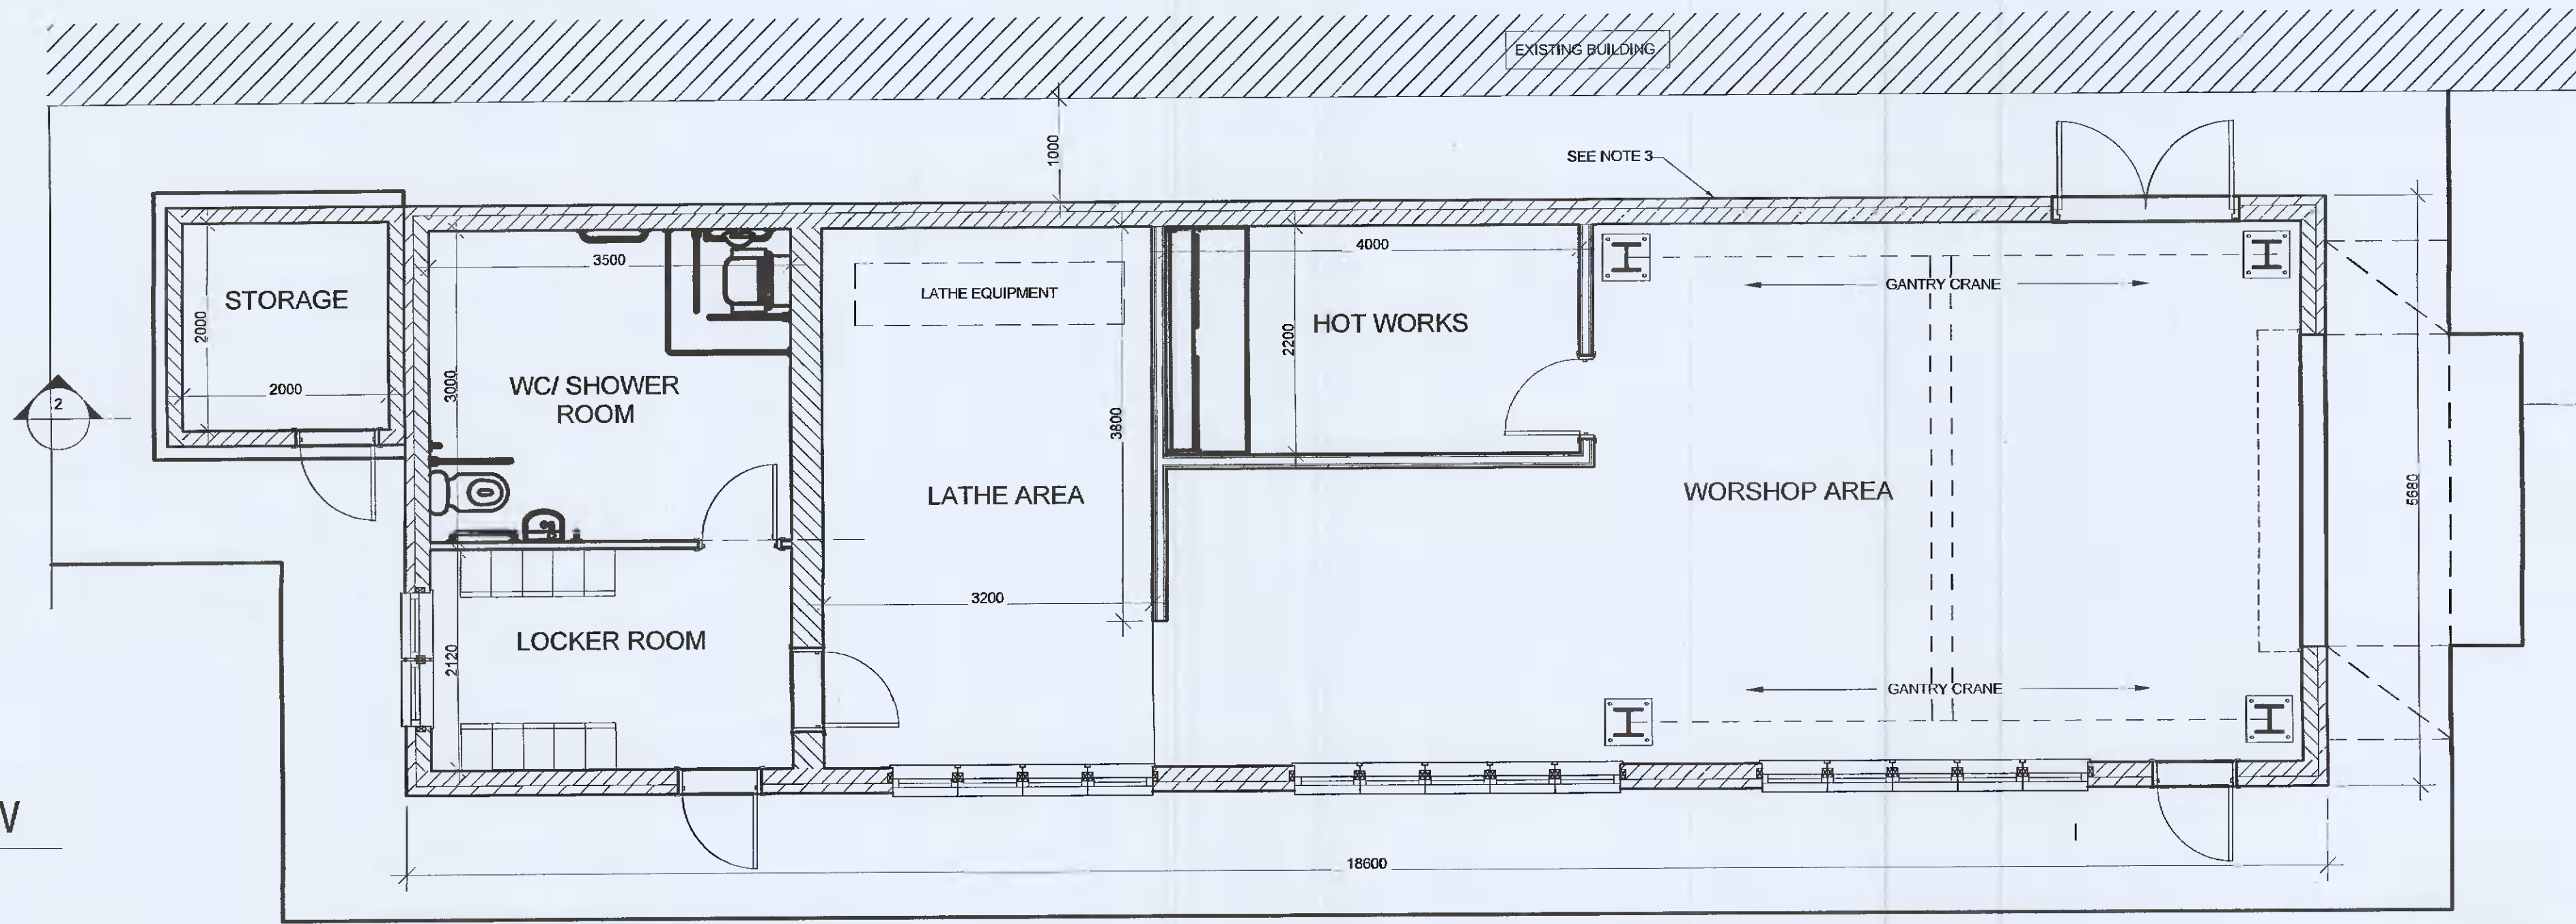 EXISTING BUILDING
1000
SEE NOTE 3
3500
4000
LATHE EQUIPMENT
GANTRY CRANE
STORAGE
2000
2000
HOT WORKS
2200
WC/ SHOWER
ROOM
3000
3800
2
LATHE AREA
WORSHOP AREA
5680
3200
LOCKER ROOM
2120
GANTRY CRANE
W
18600